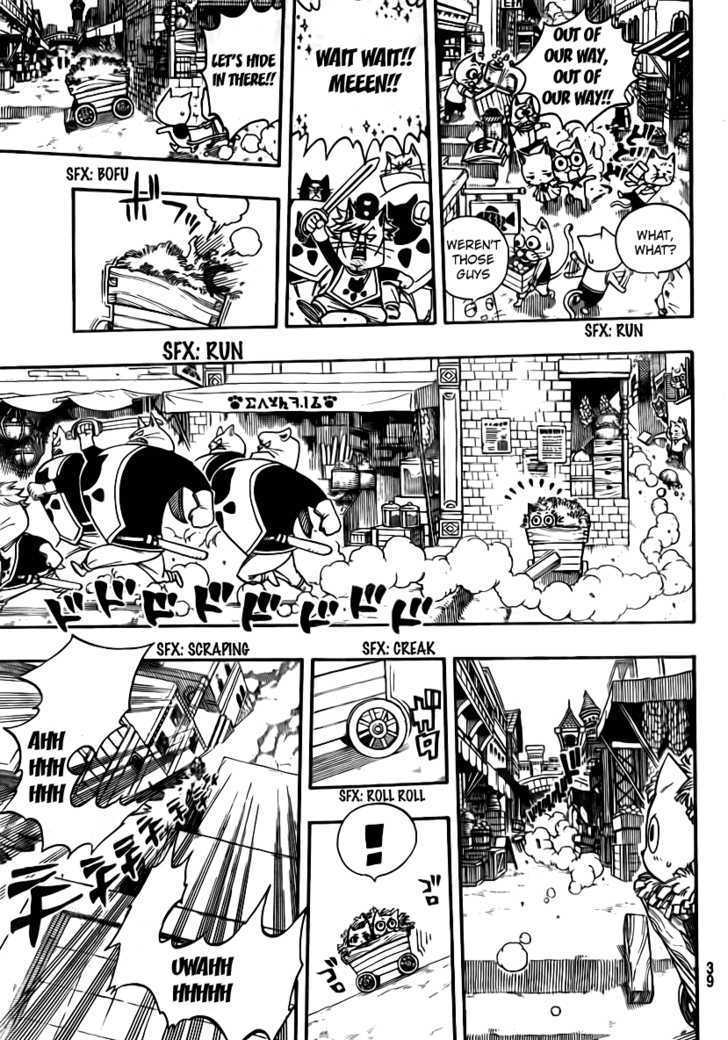 OUT OF
OUR WAY,
OUT OF
OUR WAY!!
WEREN'T
THOSE
GUYS
WHAT,
WHAT?
SFX: RUN
WAIT WAIT!!
MEEEN!!
LET'S HIDE
IN THERE!!
SFX: BOFU
ボフ
SFX: RUN
ドドドドドドドド
SFX: CREAK
SFX: SCRAPING
SFX: ROLL ROLL
!
ゴロ
ゴロ
AHH
HHH
HHH
UWAHH
HHHHH
39